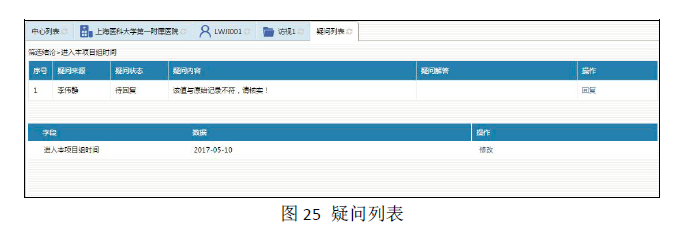 中心列表 上海医科大学第一附属医院 LWJ0001 访视1 疑问列表
筛选结论>进入本项目组时间
序号 疑问来源 疑问状态 疑问内容 疑问解答 操作
1 李伟静 待回复 该值与原始记录不符，请核实！ 回复
字段 数据 操作
进入本项目组时间 2017-05-10 修改
图 25 疑问列表